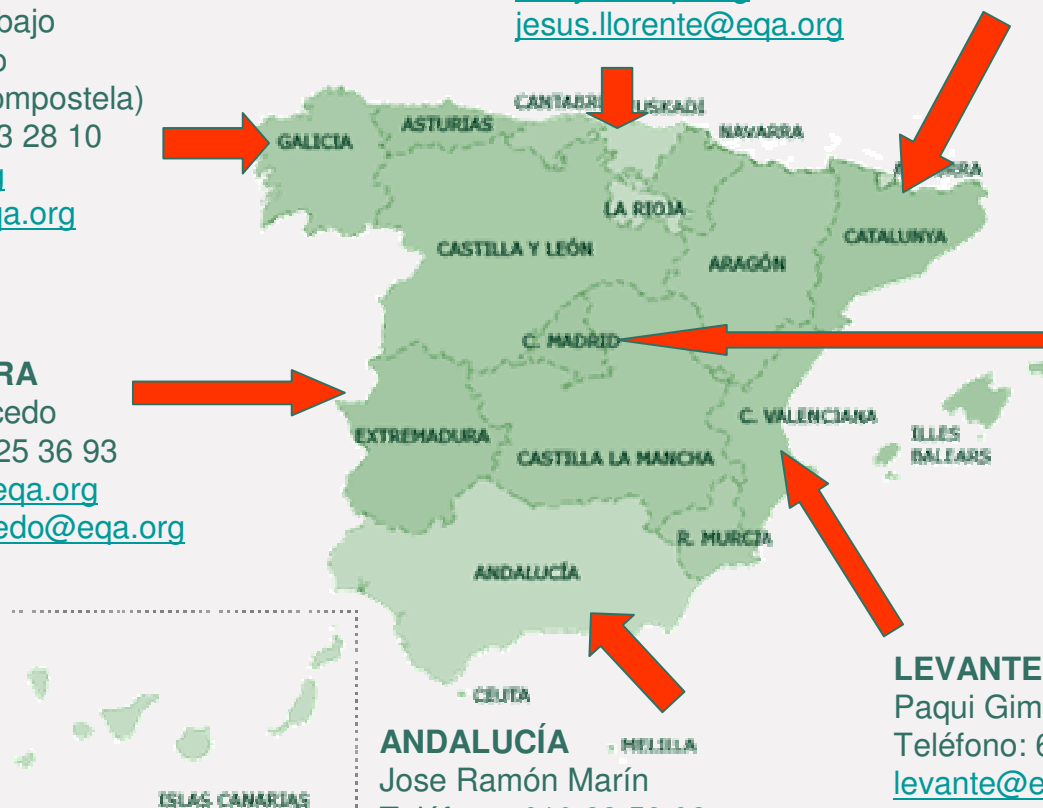 bajo
jesus.llorente@eqa.org
ompostela)
3 28 10
qa.org
CANTABRI
EUSKADI
ASTURIAS
NAVARRA
GALICIA
LA RIOJA
CATALUNYA
CASTILLA Y LEÓN
ARAGÓN
C. MADRID
RA
cedo
25 36 93
eqa.org
edo@eqa.org
C. VALENCIANA
EXTREMADURA
ILLES
BALEARS
CASTILLA LA MANCHA
R. MURCIA
ANDALUCÍA
CEUTA
MELILLA
ISLAS CANARIAS
ANDALUCÍA
Jose Ramón Marín
LEVANTE
Paqui Gim
Teléfono: 6
levante@e